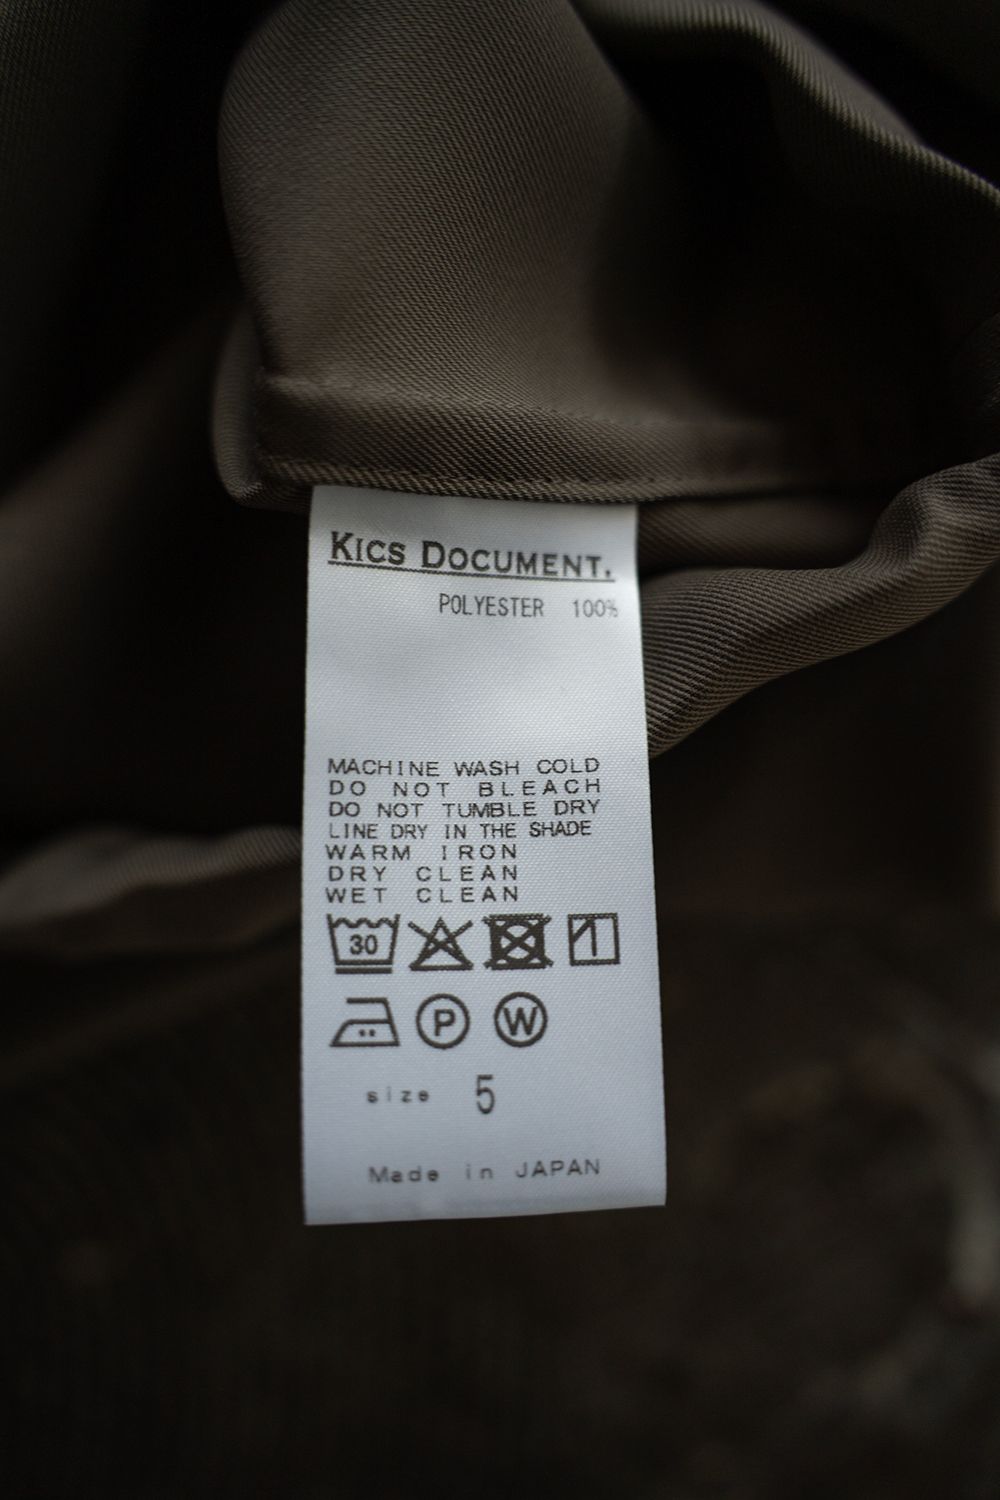 KICS DOCUMENT.
POLYESTER 100%
MACHINE WASH COLD
DO NOT BLEACH
DO NOT TUMBLE DRY
LINE DRY IN THE SHADE
WARM IRON
DRY CLEAN
WET CLEAN
30
P W
size 5
Made in JAPAN